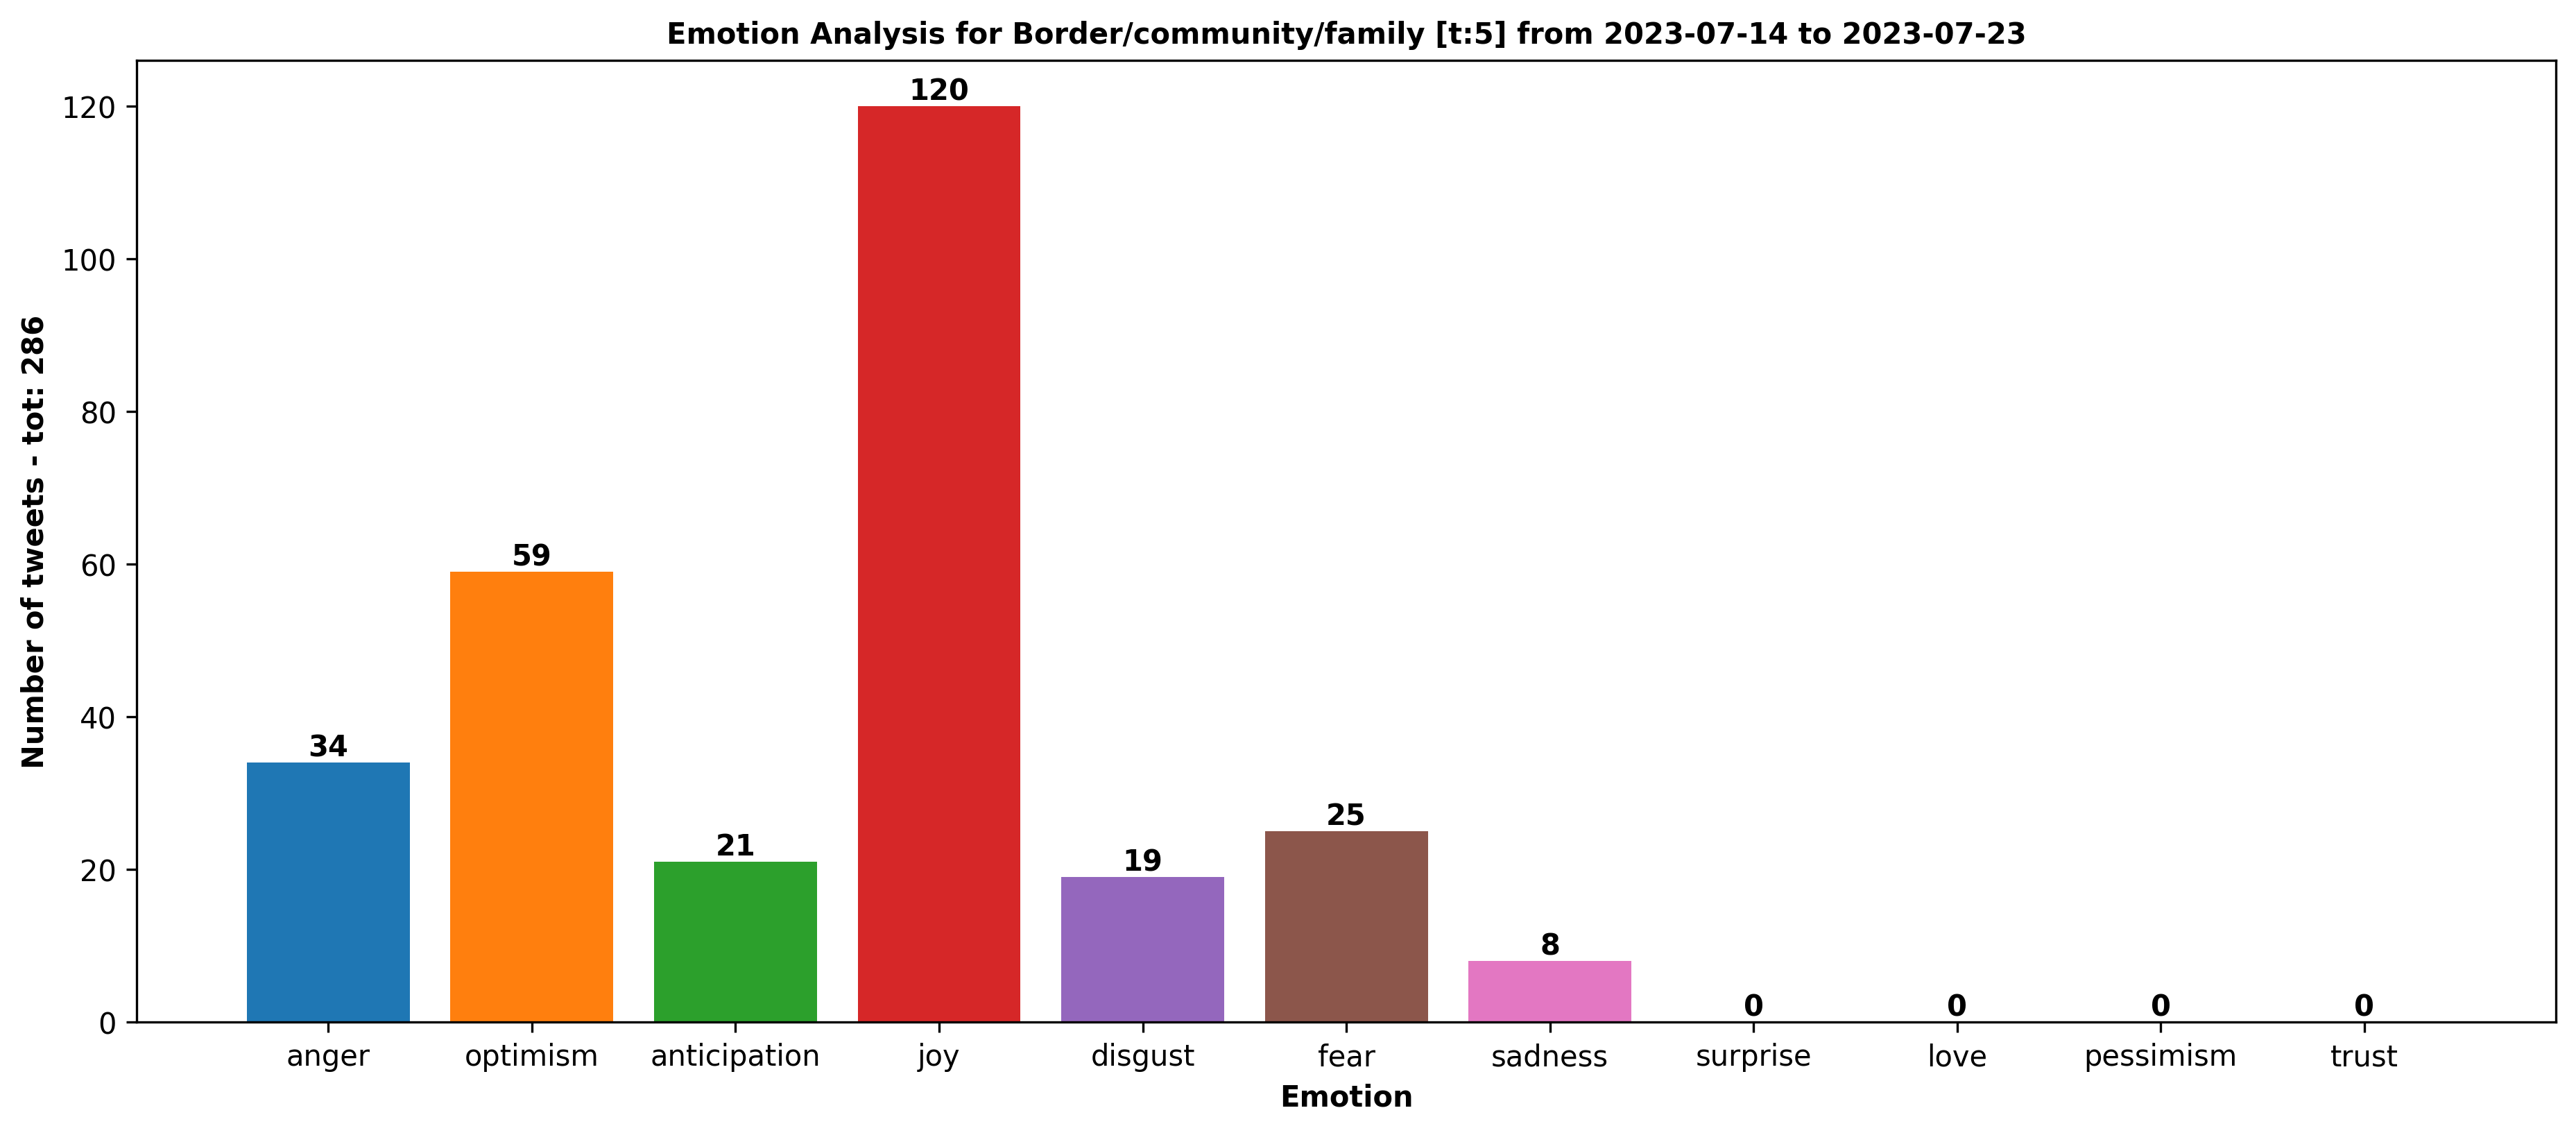 Emotion Analysis for Border/community/family [t:5] from 2023-07-14 to 2023-07-23
Number of tweets - tot: 286
120
100
80
60
40
20
0
34
59
21
120
19
25
8
0
0
0
0
anger
optimism
anticipation
joy
disgust
fear
sadness
surprise
love
pessimism
trust
Emotion